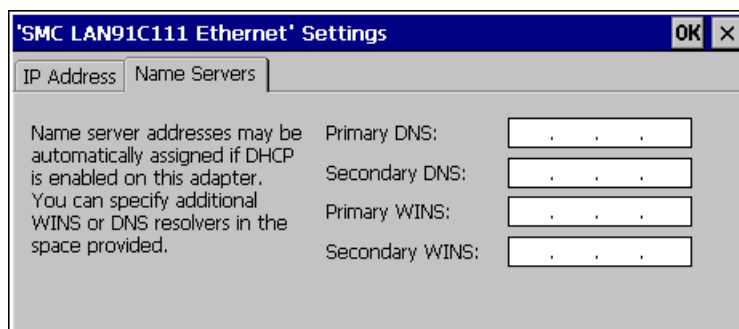 'SMC LAN91C111 Ethernet' Settings OK ×
IP Address Name Servers
Name server addresses may be
automatically assigned if DHCP
is enabled on this adapter.
You can specify additional
WINS or DNS resolvers in the
space provided.
Primary DNS: . . .
Secondary DNS: . . .
Primary WINS: . . .
Secondary WINS: . . .